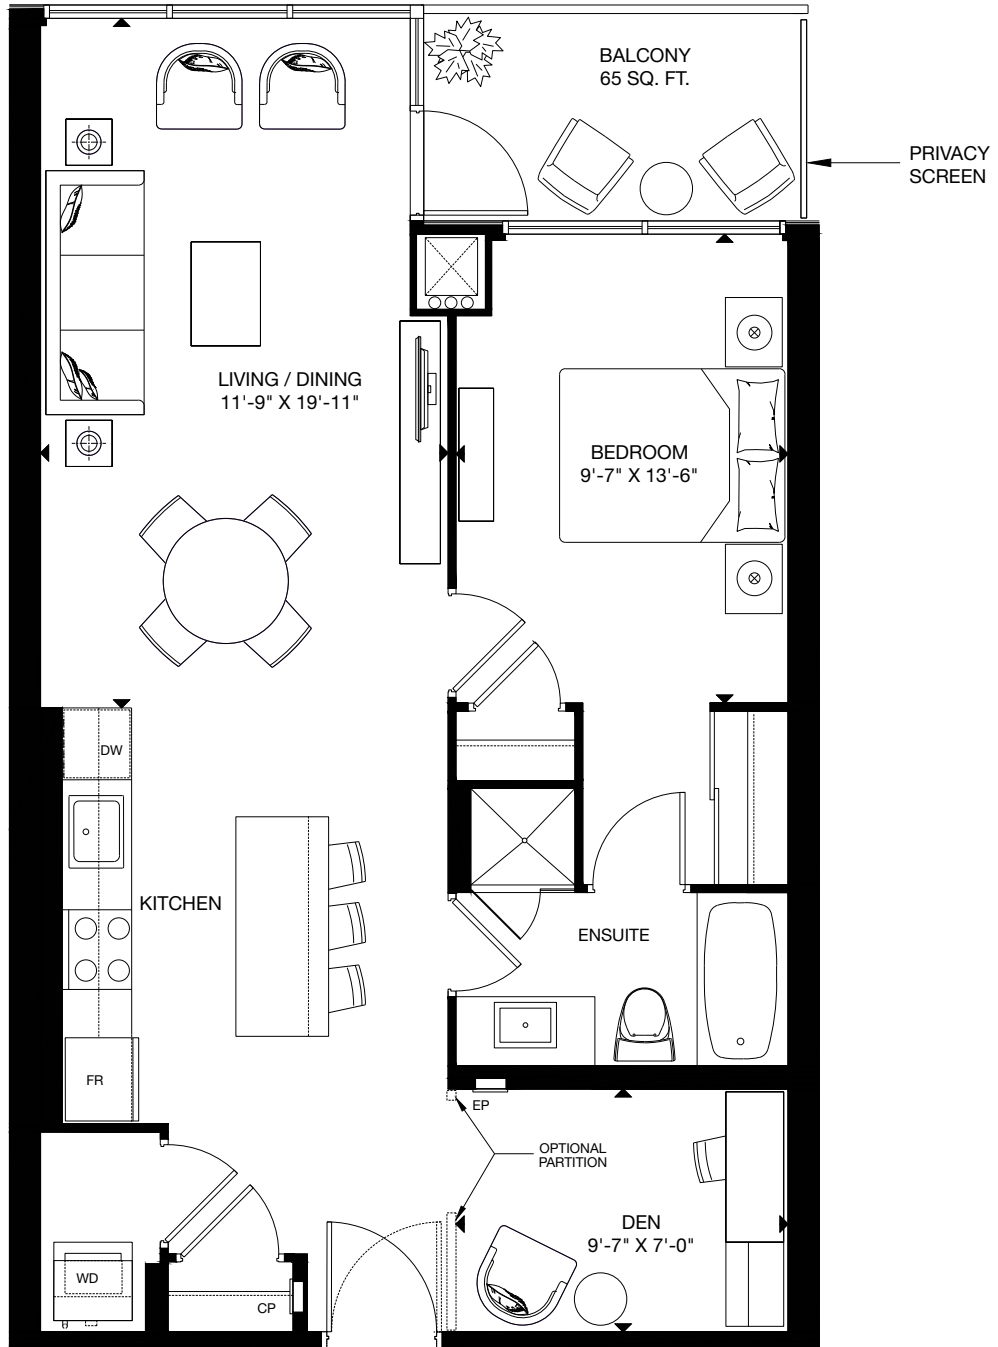 BALCONY
65 SQ. FT.
PRIVACY
SCREEN
LIVING / DINING
11'-9" X 19'-11"
BEDROOM
9'-7" X 13'-6"
DW
KITCHEN
ENSUITE
FR
EP
OPTIONAL
PARTITION
DEN
9'-7" X 7'-0"
WD
CP